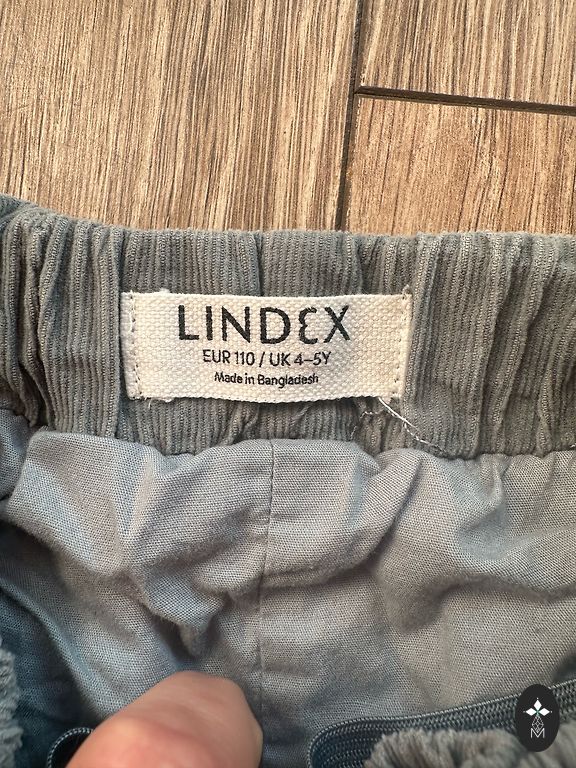 LINDEX
EUR 110 / UK 4–5Y
Made in Bangladesh
M